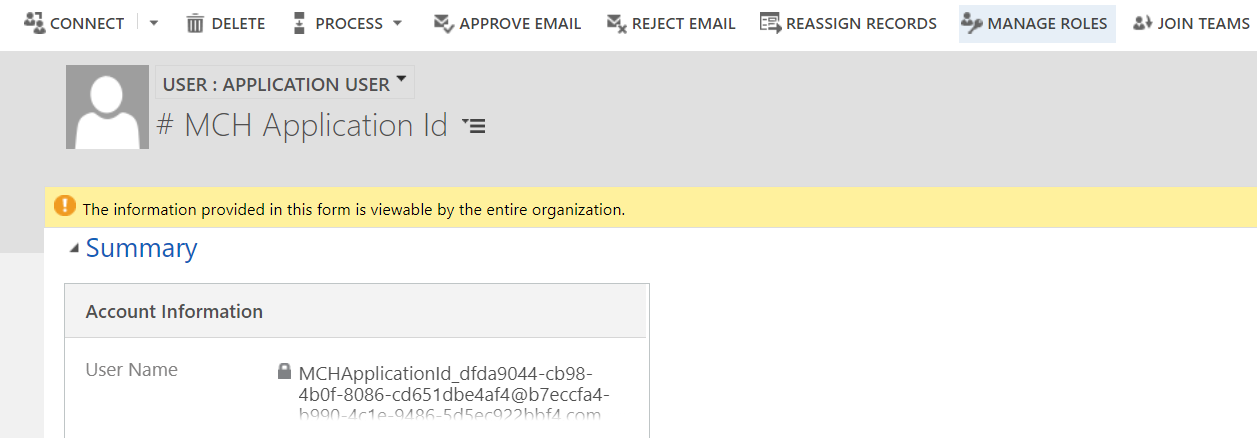 CONNECT DELETE PROCESS APPROVE EMAIL REJECT EMAIL REASSIGN RECORDS MANAGE ROLES JOIN TEAMS
USER : APPLICATION USER
# MCH Application Id
The information provided in this form is viewable by the entire organization.
Summary
Account Information
User Name MCHApplicationId_dfda9044-cb98-
4b0f-8086-cd651dbe4af4@b7eccfa4-
b990-4c1e-9486-5d5ec922bbf4.com